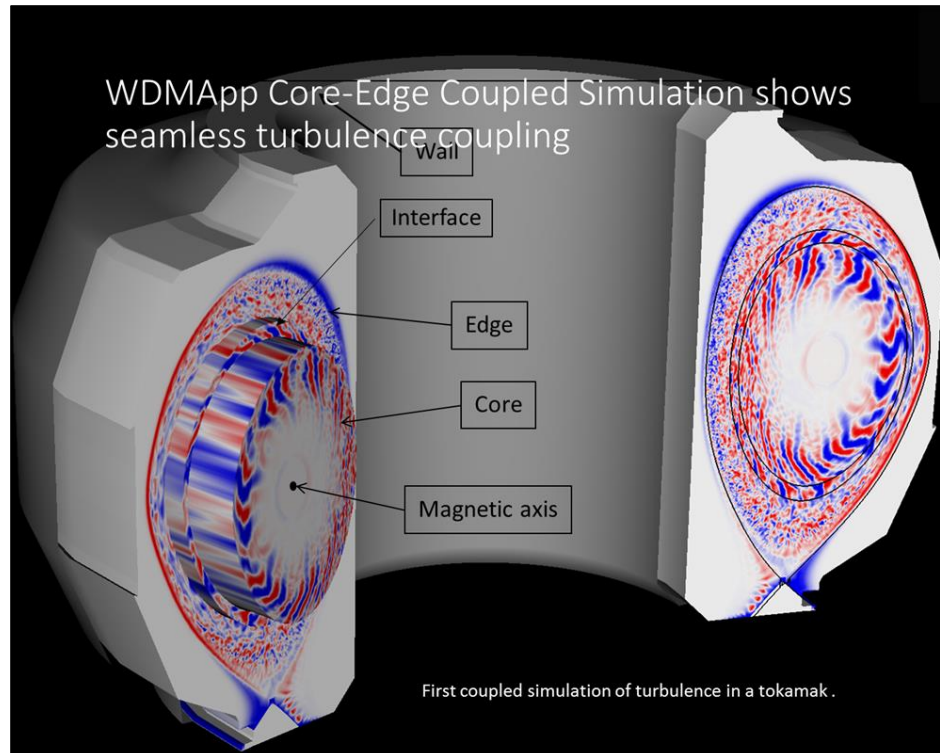 WDMApp Core-Edge Coupled Simulation shows
seamless turbulence coupling
Wall
Interface
Edge
Core
Magnetic axis
First coupled simulation of turbulence in a tokamak .